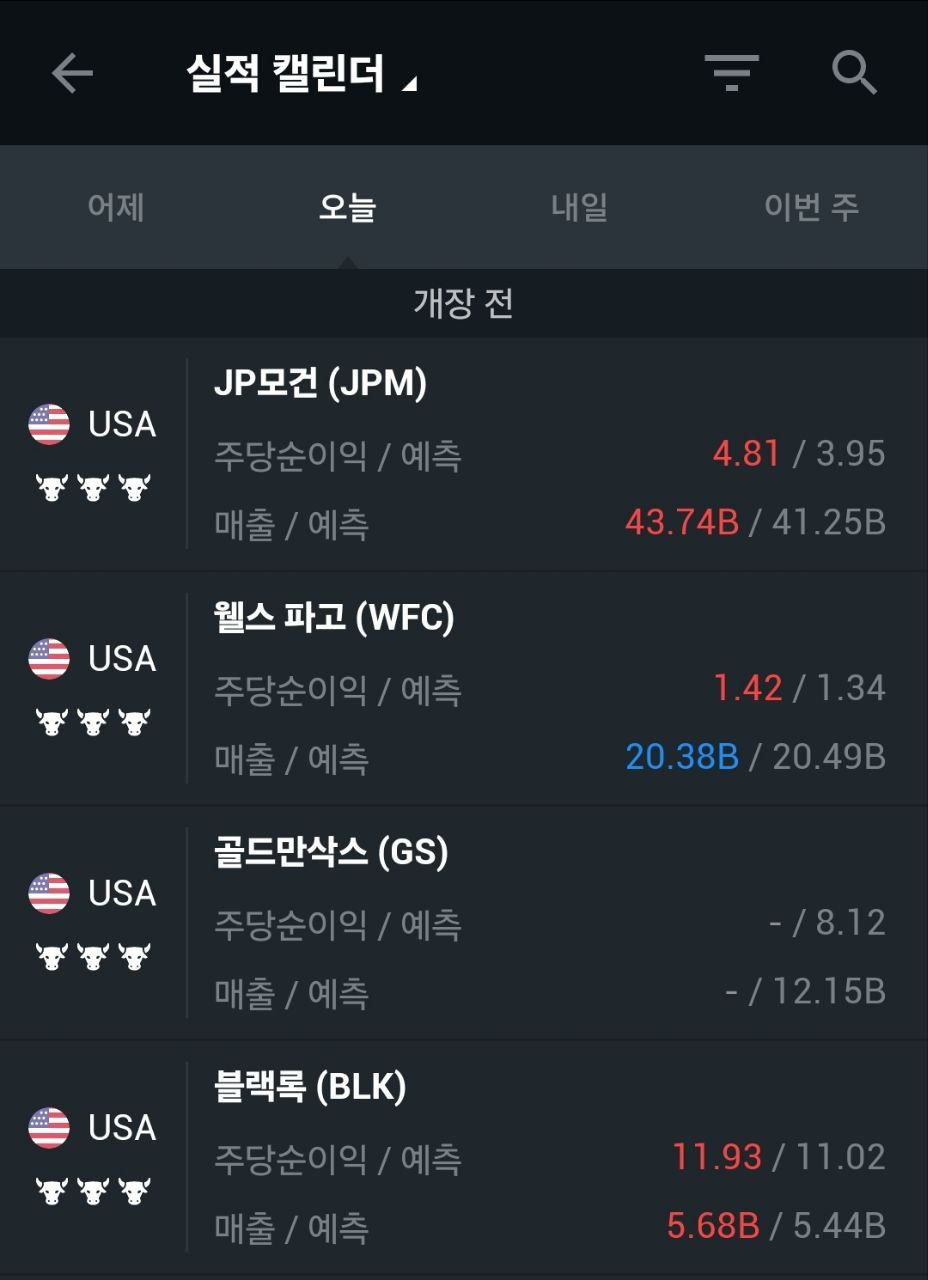 실적 캘린더
어제 오늘 내일 이번 주
개장 전
JP모건 (JPM)
USA
주당순이익 / 예측 4.81 / 3.95
매출 / 예측 43.74B / 41.25B
웰스 파고 (WFC)
USA
주당순이익 / 예측 1.42 / 1.34
매출 / 예측 20.38B / 20.49B
골드만삭스 (GS)
USA
주당순이익 / 예측 - / 8.12
매출 / 예측 - / 12.15B
블랙록 (BLK)
USA
주당순이익 / 예측 11.93 / 11.02
매출 / 예측 5.68B / 5.44B